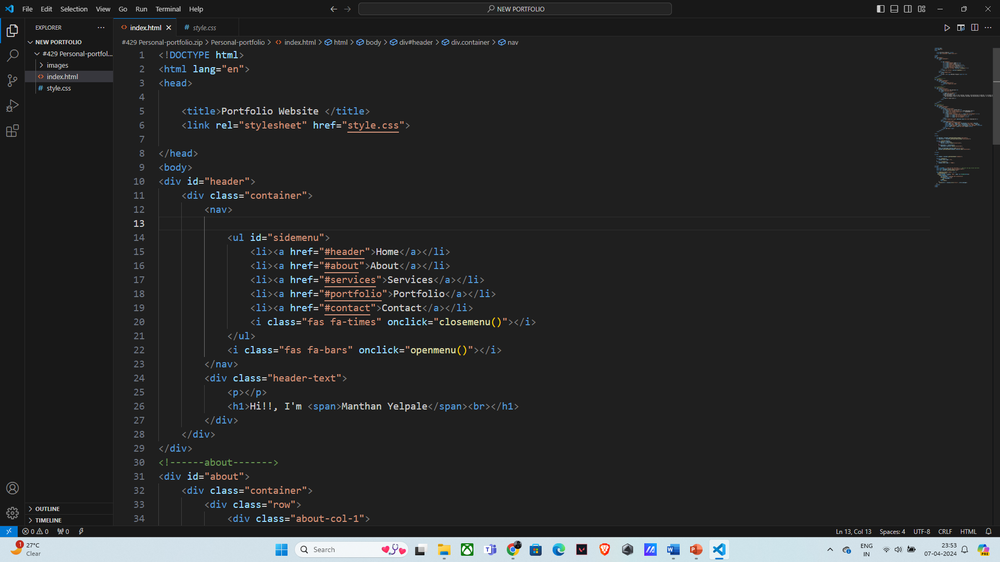 File Edit Selection View Go Run Terminal Help
NEW PORTFOLIO
EXPLORER
index.html
# style.css
NEW PORTFOLIO
#429 Personal-portfol...
images
index.html
# style.css
OUTLINE
TIMELINE
#429 Personal-portfolio.zip > Personal-portfolio > index.html > html > body > div#header > div.container > nav
1 <!DOCTYPE html>
2 <html lang="en">
3 <head>
4
5 <title>Portfolio Website </title>
6 <link rel="stylesheet" href="style.css">
7
8 </head>
9 <body>
10 <div id="header">
11 <div class="container">
12 <nav>
13
14 <ul id="sidemenu">
15 <li><a href="#header">Home</a></li>
16 <li><a href="#about">About</a></li>
17 <li><a href="#services">Services</a></li>
18 <li><a href="#portfolio">Portfolio</a></li>
19 <li><a href="#contact">Contact</a></li>
20 <i class="fas fa-times" onclick="closemenu()"></i>
21 </ul>
22 <i class="fas fa-bars" onclick="openmenu()"></i>
23 </nav>
24 <div class="header-text">
25 <p></p>
26 <h1>Hi!!, I'm <span>Manthan Yelpale</span><br></h1>
27 </div>
28 </div>
29 </div>
30 <!------about------->
31 <div id="about">
32 <div class="container">
33 <div class="row">
34 <div class="about-col-1">
0 0 0
Ln 13, Col 13 Spaces: 4 UTF-8 CRLF HTML
1
27°C
Clear
Search
ENG
IN
23:53
07-04-2024
PRE